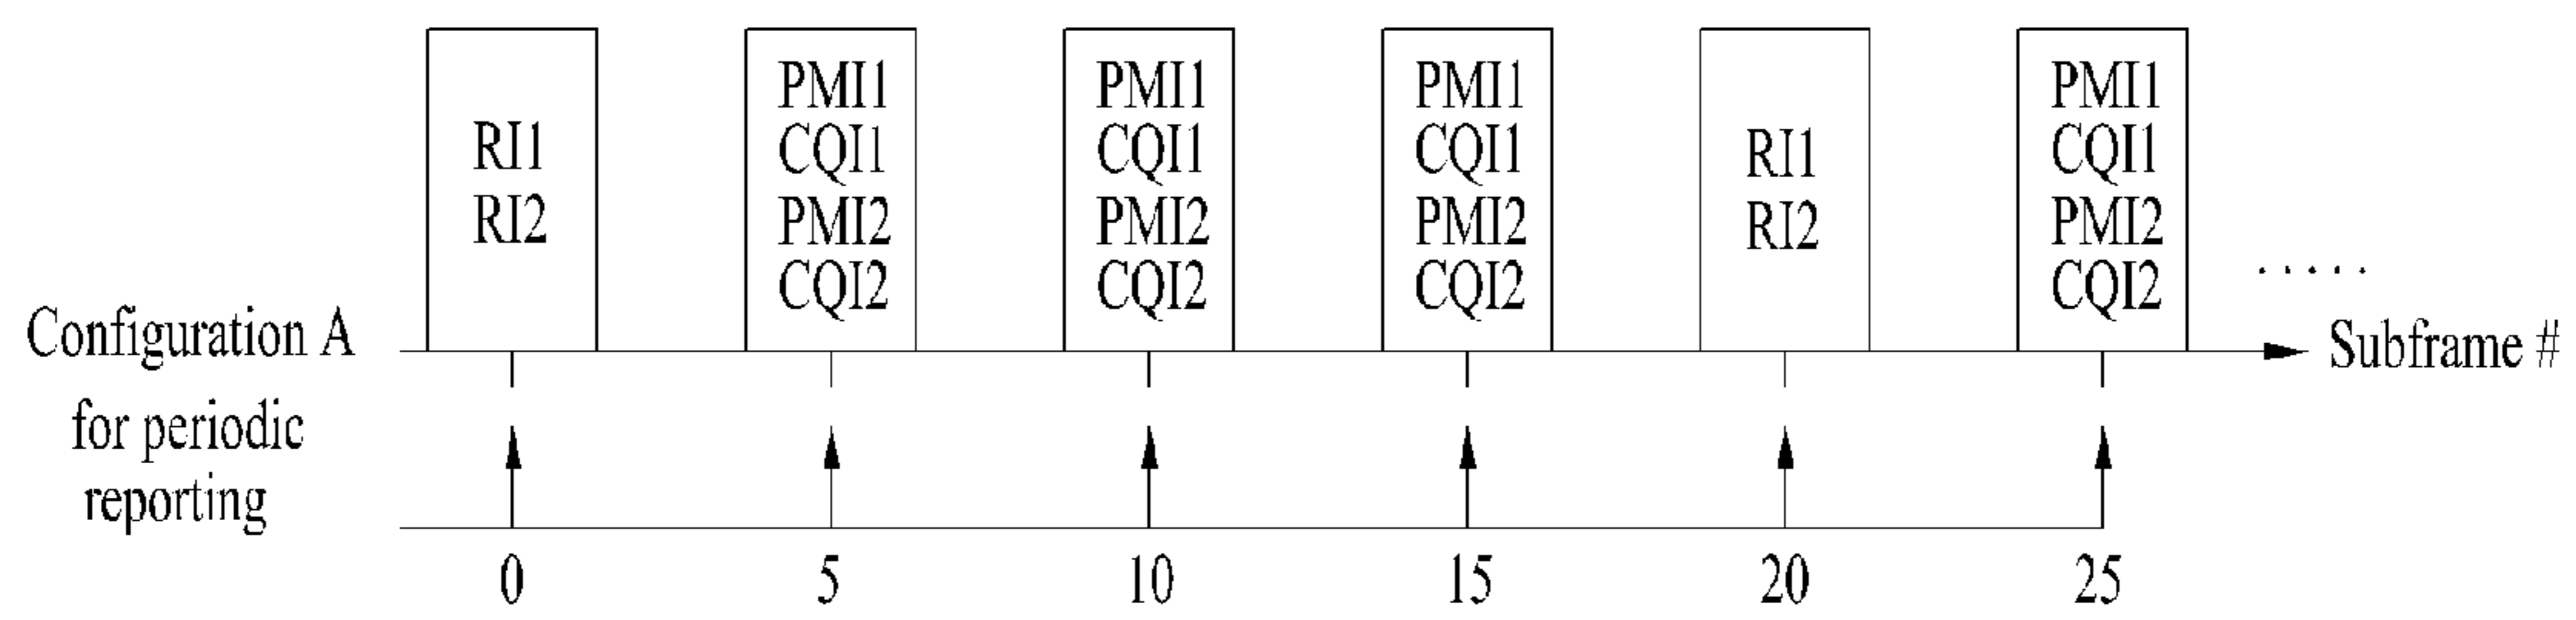 RI1
RI2
PMI1
CQI1
PMI2
CQI2
PMI1
CQI1
PMI2
CQI2
PMI1
CQI1
PMI2
CQI2
RI1
RI2
PMI1
CQI1
PMI2
CQI2
.....
Configuration A
for periodic
reporting
Subframe #
0 5 10 15 20 25